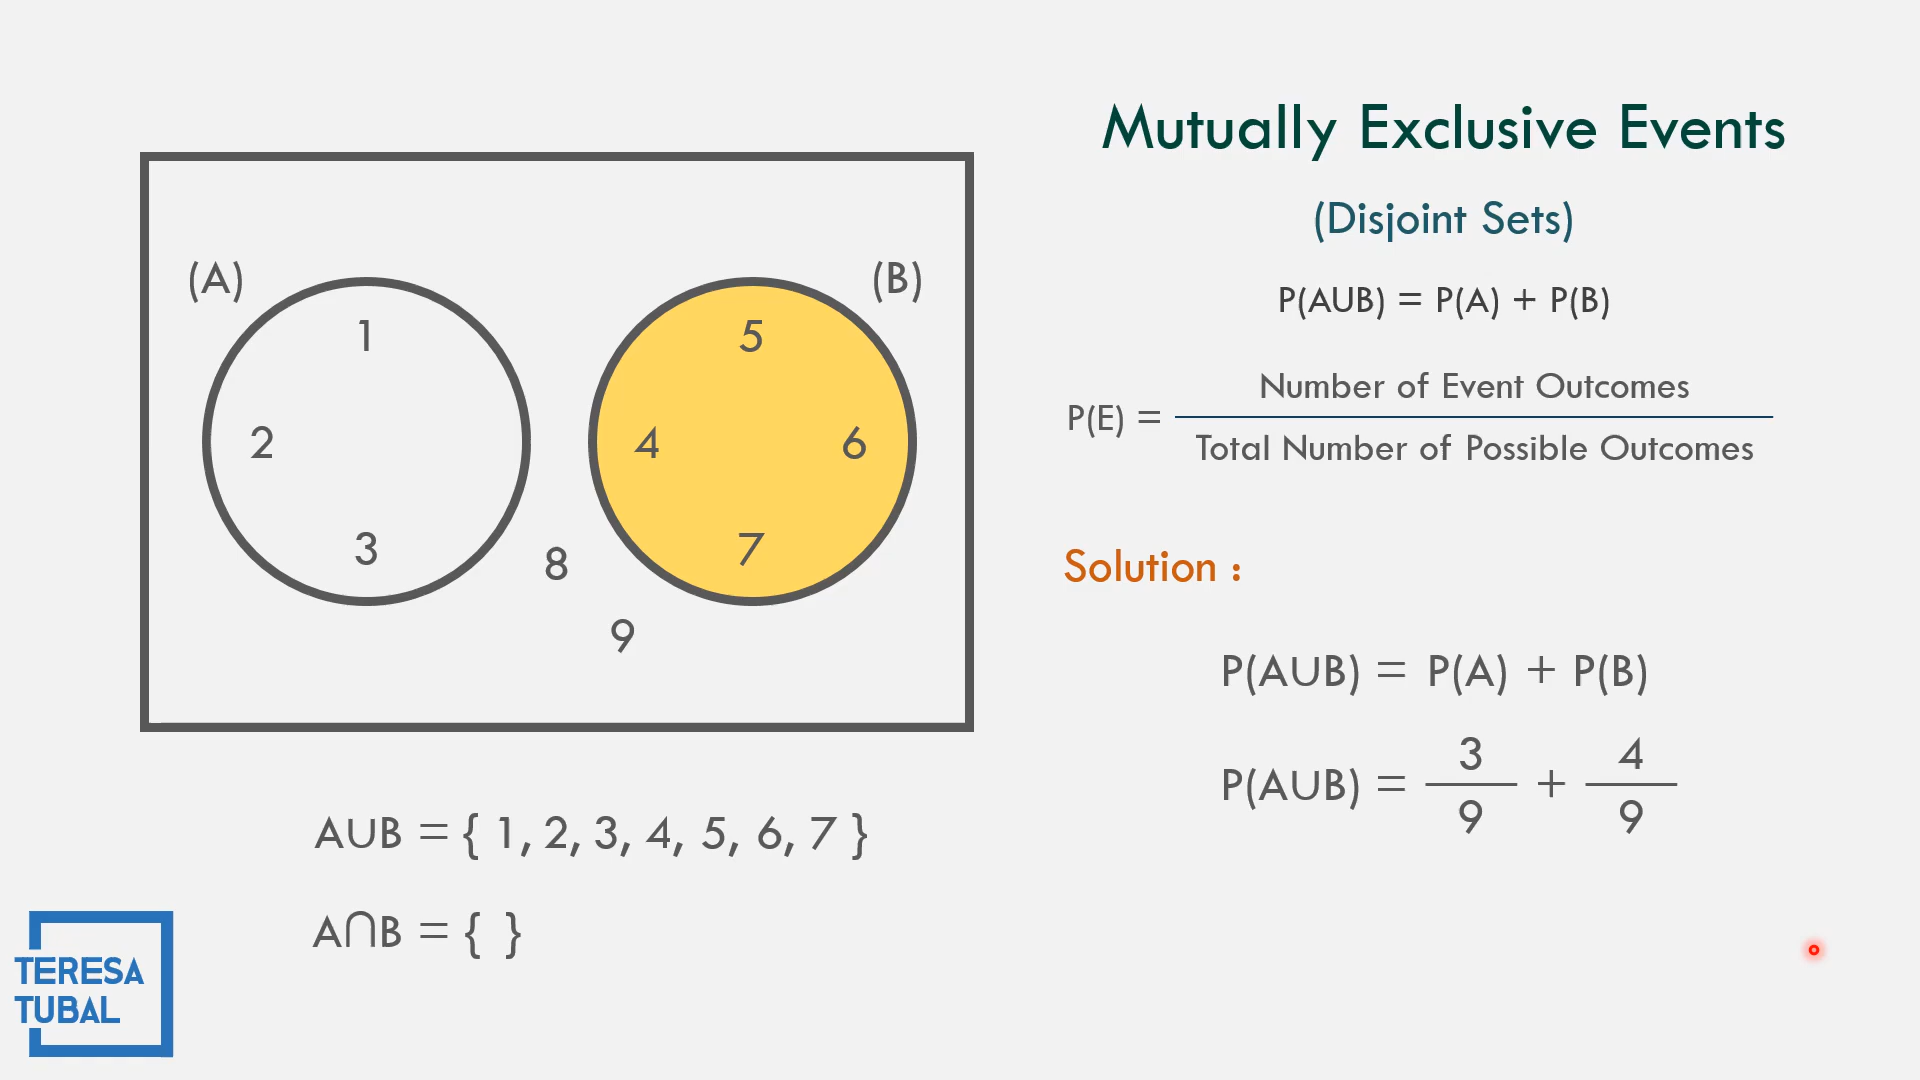 Mutually Exclusive Events
(Disjoint Sets)
P(AUB) = P(A) + P(B)
P(E) = Number of Event Outcomes
Total Number of Possible Outcomes
(A)
(B)
1
2
3
5
4
6
7
8
9
AUB = { 1, 2, 3, 4, 5, 6, 7 }
A∩B = { }
Solution :
P(AUB) = P(A) + P(B)
P(AUB) = 3/9 + 4/9
TERESA
TUBAL